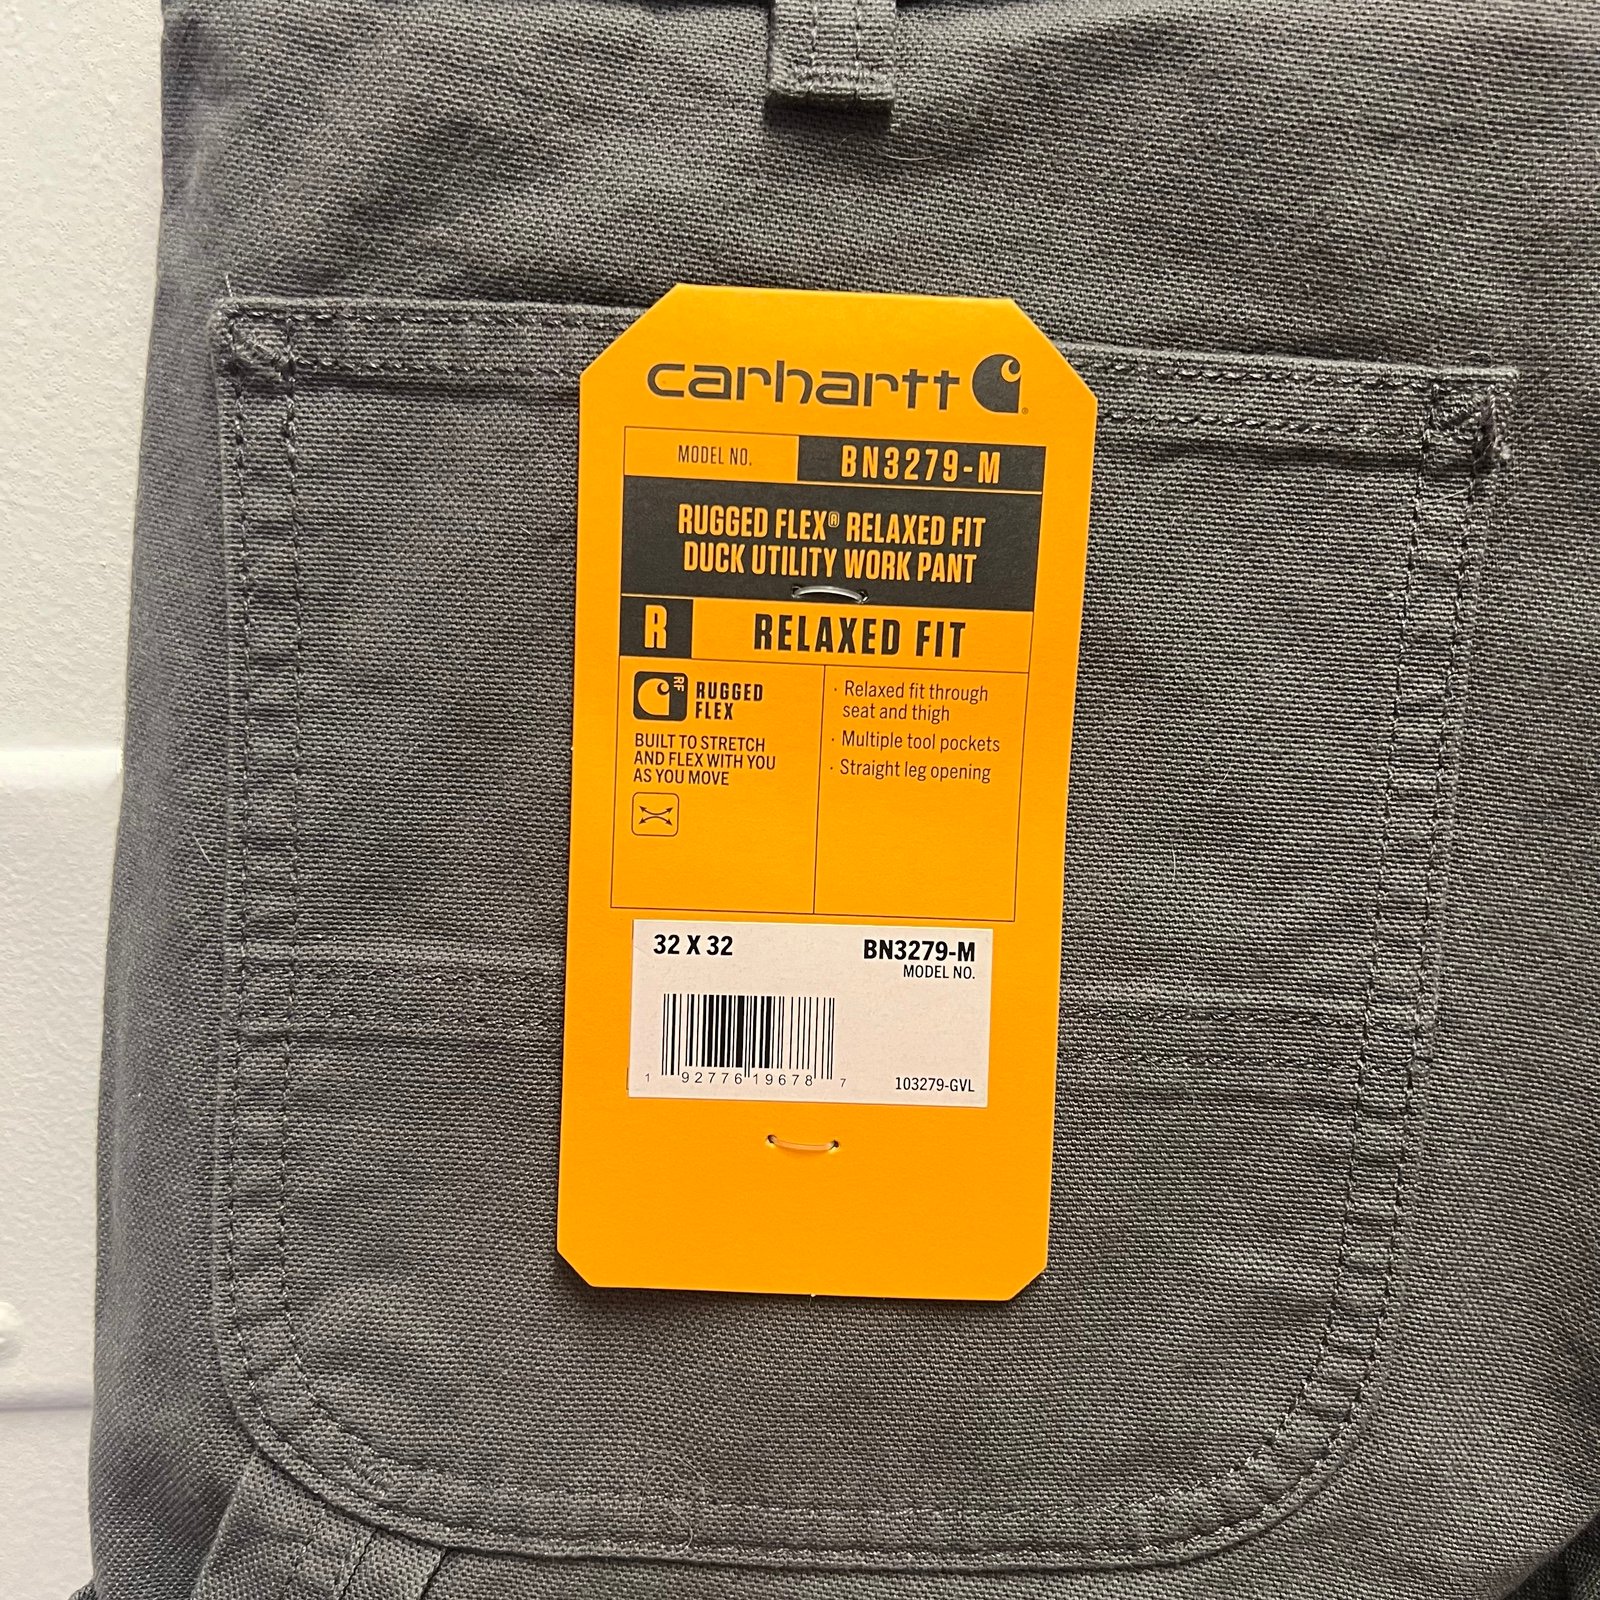 carhartt
MODEL NO. BN3279-M
RUGGED FLEX® RELAXED FIT
DUCK UTILITY WORK PANT
R RELAXED FIT
RF
RUGGED
FLEX
BUILT TO STRETCH
AND FLEX WITH YOU
AS YOU MOVE
· Relaxed fit through
seat and thigh
· Multiple tool pockets
· Straight leg opening
32 X 32 BN3279-M
MODEL NO.
1 92776 19678 7
103279-GVL